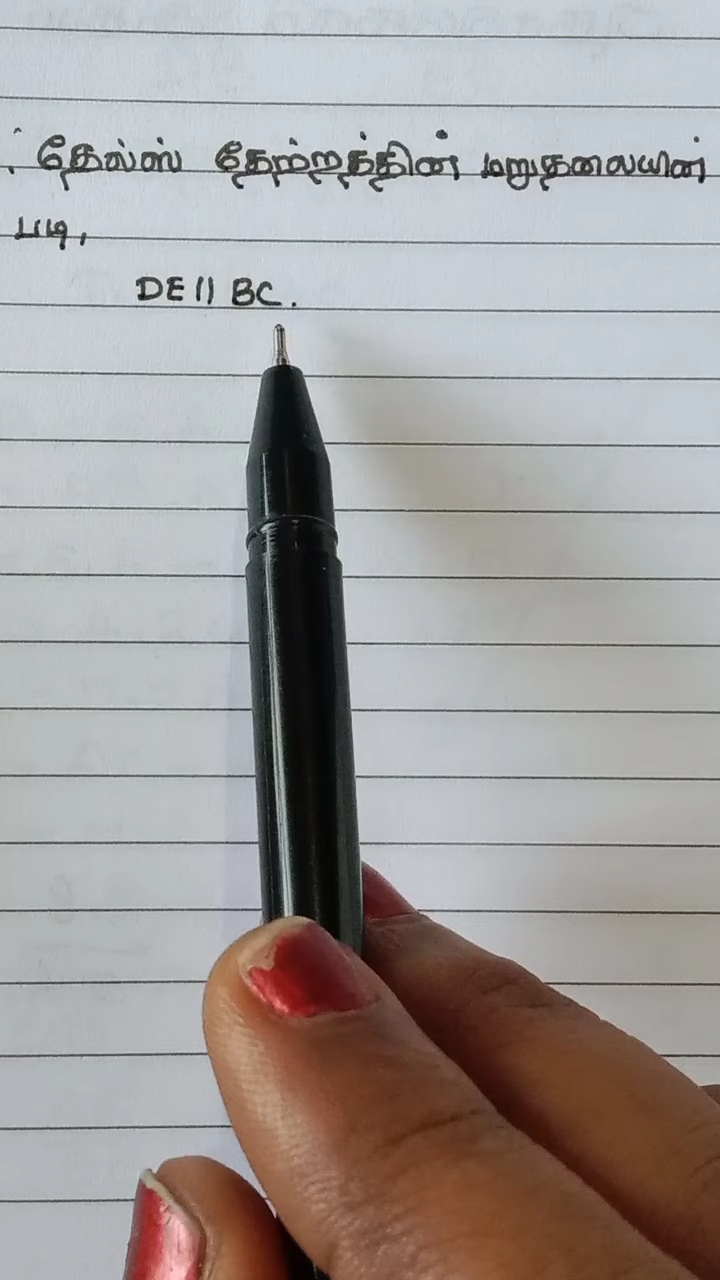 ∴ தேல்ஸ் தேற்றத்தின் மறுதலையின்
படி,
DE || BC.